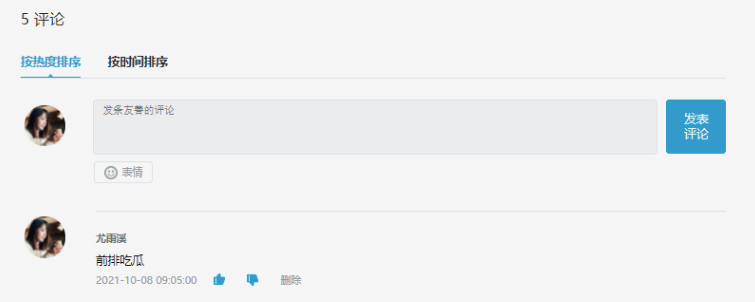 5 评论
按热度排序 按时间排序
发条友善的评论
发表
评论
表情
尤雨溪
前排吃瓜
2021-10-08 09:05:00 删除